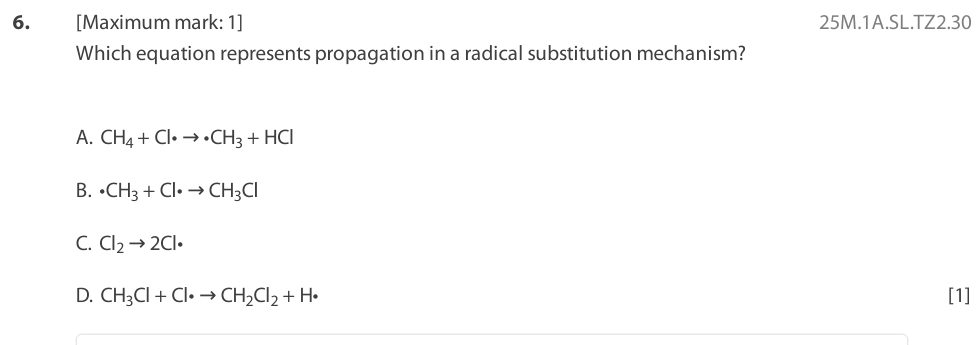 6. [Maximum mark: 1] 25M.1A.SL.TZ2.30
Which equation represents propagation in a radical substitution mechanism?
A. CH₄ + Cl• → •CH₃ + HCl
B. •CH₃ + Cl• → CH₃Cl
C. Cl₂ → 2Cl•
D. CH₃Cl + Cl• → CH₂Cl₂ + H• [1]